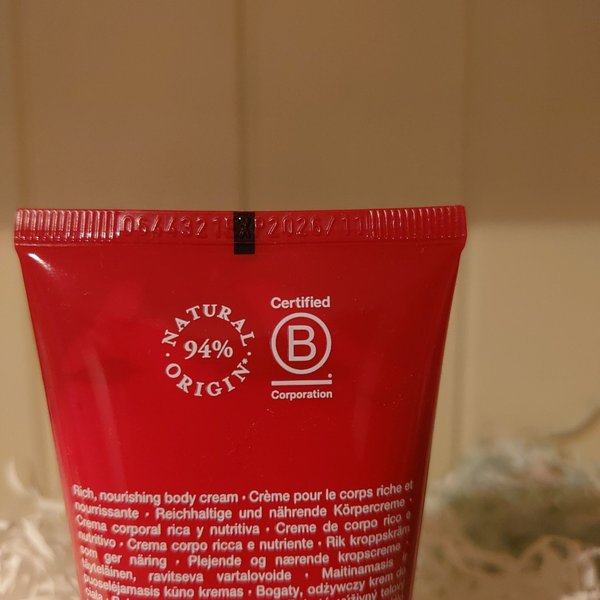 2026/11
NATURAL
94%
ORIGIN*
Certified
B
Corporation
Rich, nourishing body cream · Crème pour le corps riche et
nourrissante · Reichhaltige und nährende Körpercreme ·
Crema corporal rica y nutritiva · Creme de corpo rico e
nutritivo · Crema corpo ricca e nutriente · Rik kroppskräm
som ger näring · Plejende og nærende kropscreme ·
täyteläinen, ravitseva vartalovoide · Maitinamasis
puoselėjamasis kūno kremas · Bogaty, odżywczy krem do